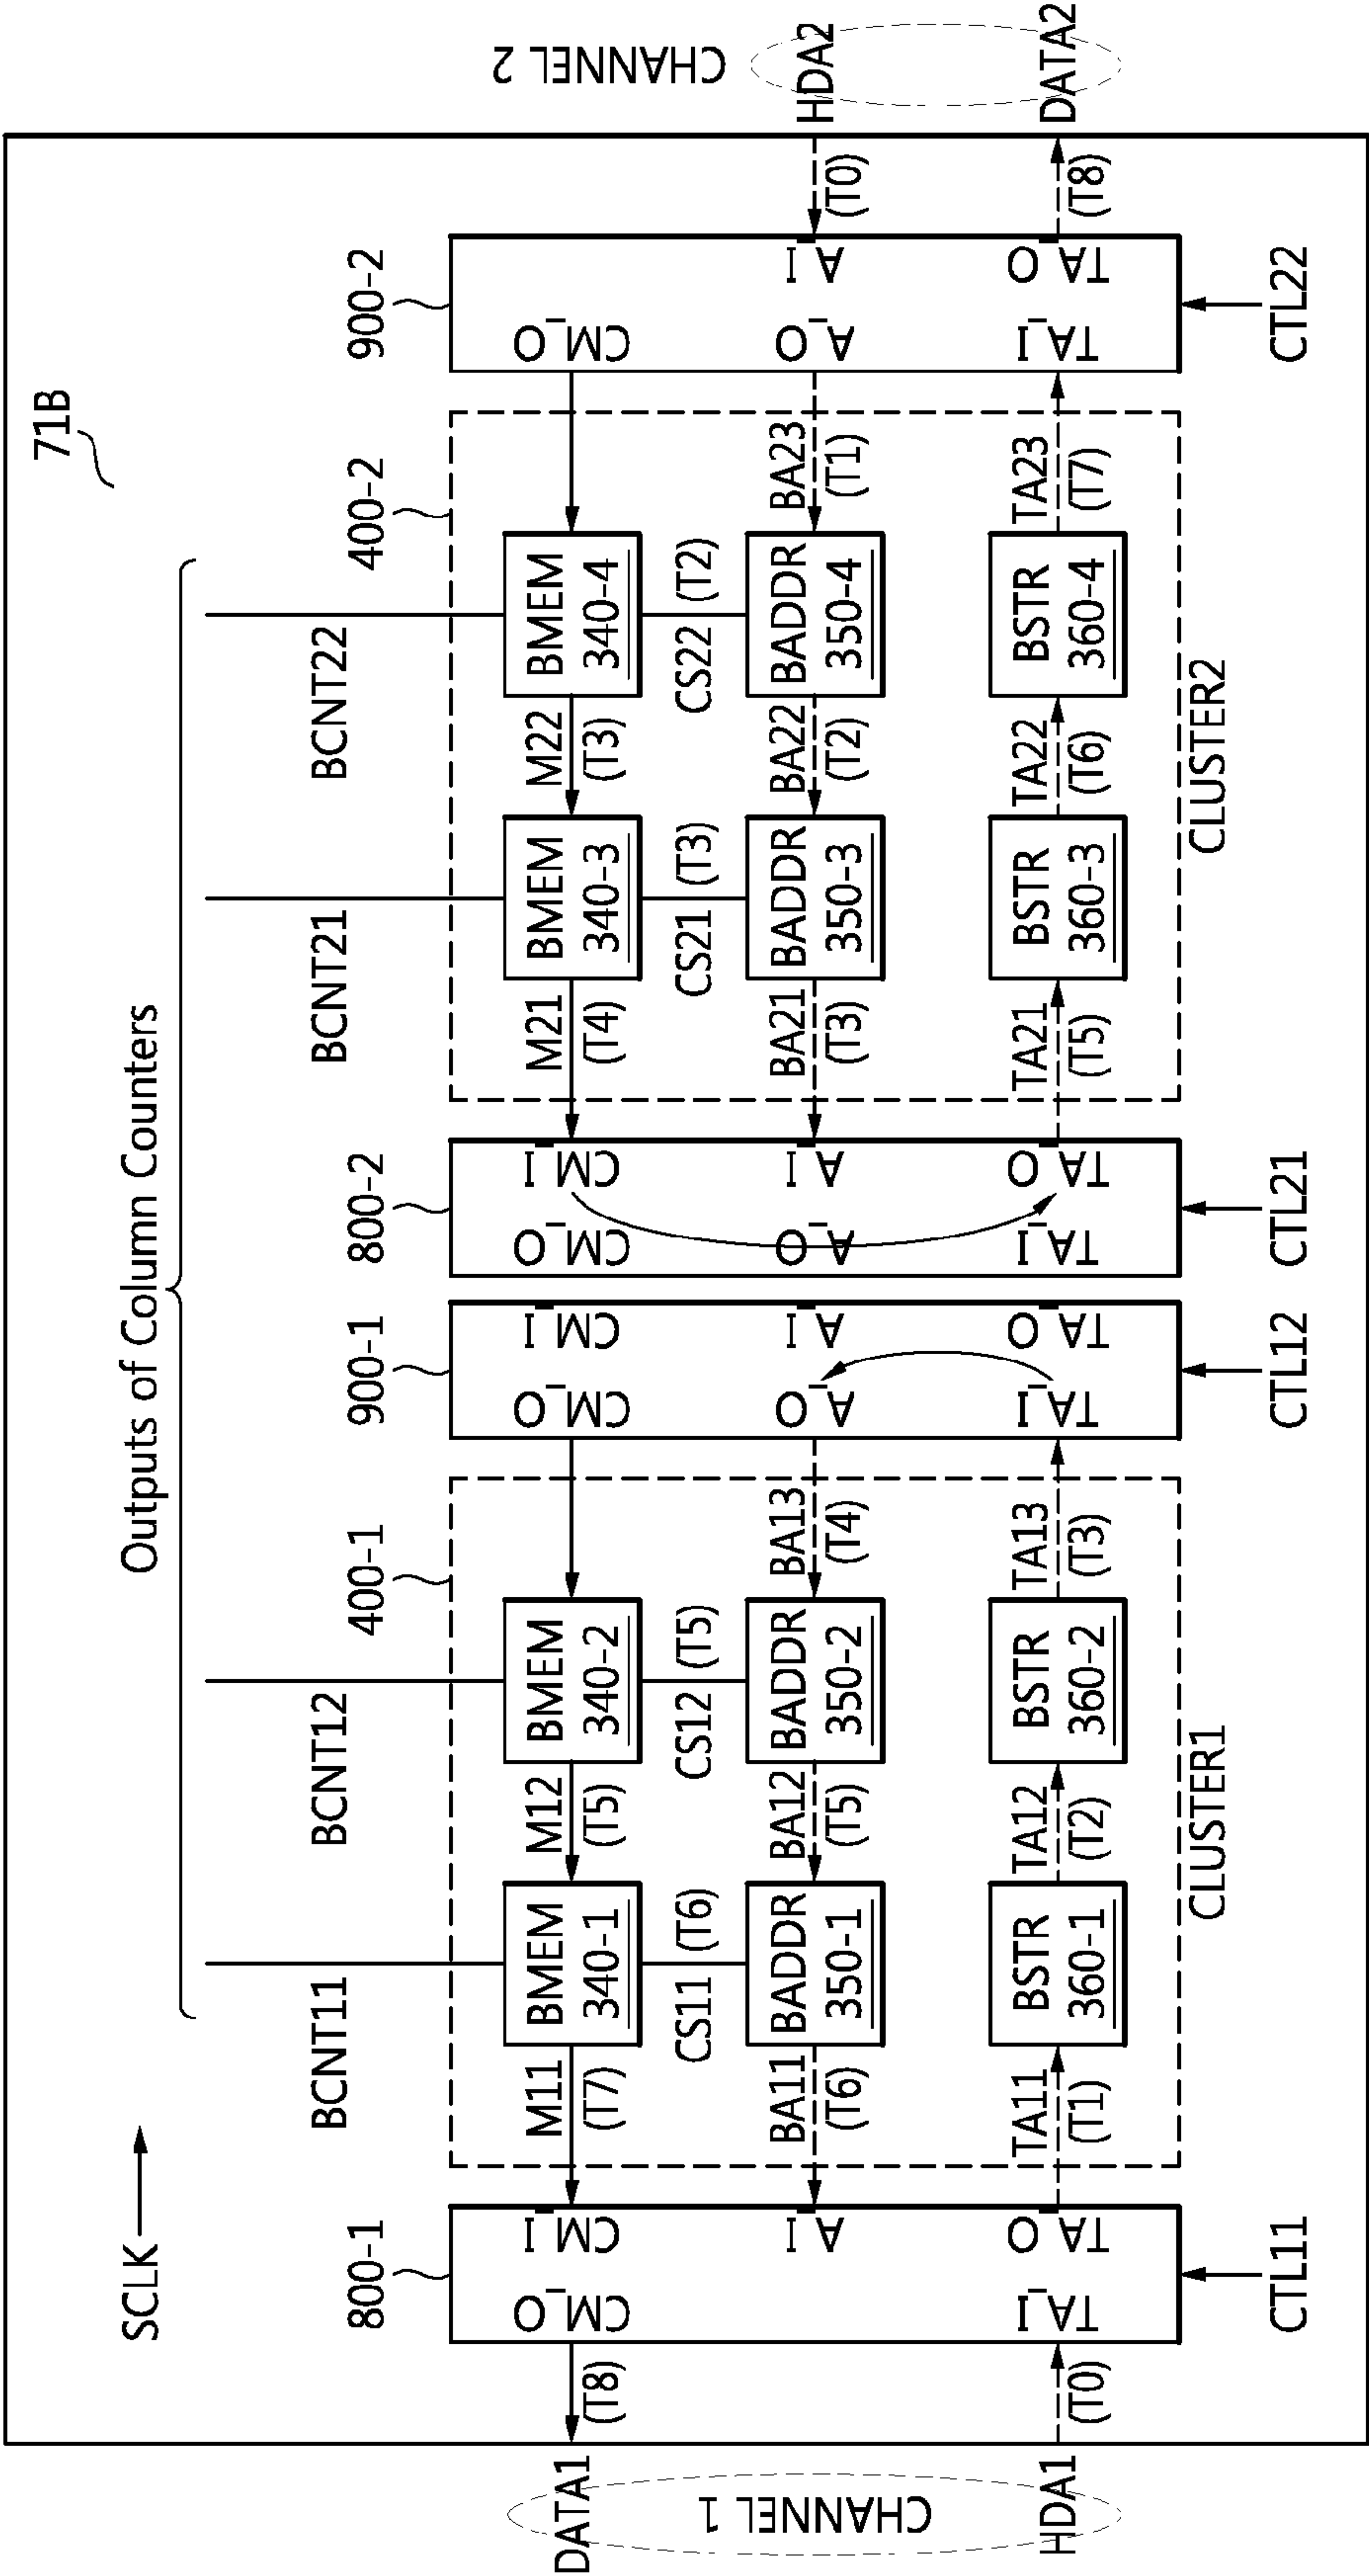 71B
SCLK
Outputs of Column Counters
BCNT11
BCNT12
BCNT21
BCNT22
800-1
400-1
900-1
800-2
400-2
900-2
CHANNEL 1
DATA1
(T8)
HDA1
(T0)
CM_O
CM_I
A_I
TA_I
TA_O
CTL11
M11
(T7)
BMEM
340-1
M12
(T5)
BMEM
340-2
CS11
(T6)
CS12
(T5)
BA11
(T6)
BADDR
350-1
BA12
(T5)
BADDR
350-2
BA13
(T4)
TA11
(T1)
BSTR
360-1
TA12
(T2)
BSTR
360-2
TA13
(T3)
CLUSTER1
CM_O
CM_I
A_O
A_I
TA_I
TA_O
CTL12
CM_O
CM_I
A_O
A_I
TA_I
TA_O
CTL21
M21
(T4)
BMEM
340-3
M22
(T3)
BMEM
340-4
CS21
(T3)
CS22
(T2)
BA21
(T3)
BADDR
350-3
BA22
(T2)
BADDR
350-4
BA23
(T1)
TA21
(T5)
BSTR
360-3
TA22
(T6)
BSTR
360-4
TA23
(T7)
CLUSTER2
CM_O
A_O
A_I
TA_I
TA_O
CTL22
CHANNEL 2
HDA2
(T0)
DATA2
(T8)